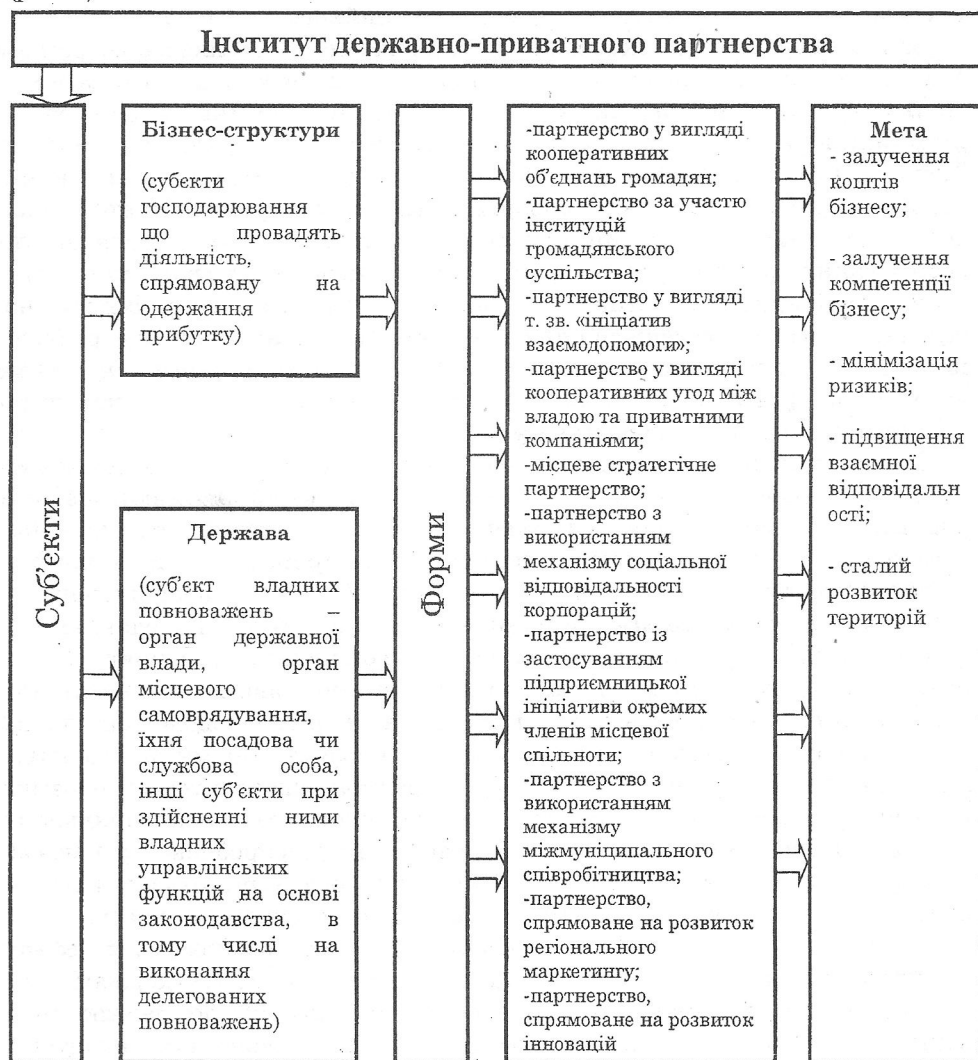 Інститут державно-приватного партнерства
Суб'єкти
Бізнес-структури
(субєкти
господарювання
що провадять
діяльність,
спрямовану на
одержання
прибутку)
Держава
(суб'єкт владних
повноважень –
орган державної
влади, орган
місцевого
самоврядування,
їхня посадова чи
службова особа,
інші суб'єкти при
здійсненні ними
владних
управлінських
функцій на основі
законодавства, в
тому числі на
виконання
делегованих
повноважень)
Форми
-партнерство у вигляді
кооперативних
об'єднань громадян;
-партнерство за участю
інституцій
громадянського
суспільства;
-партнерство у вигляді
т. зв. «ініціатив
взаємодопомоги»;
-партнерство у вигляді
кооперативних угод між
владою та приватними
компаніями;
-місцеве стратегічне
партнерство;
-партнерство з
використанням
механізму соціальної
відповідальності
корпорацій;
-партнерство із
застосуванням
підприємницької
ініціативи окремих
членів місцевої
спільноти;
-партнерство з
використанням
механізму
міжмуніципального
співробітництва;
-партнерство,
спрямоване на розвиток
регіонального
маркетингу;
-партнерство,
спрямоване на розвиток
інновацій
Мета
- залучення
коштів
бізнесу;
- залучення
компетенції
бізнесу;
- мінімізація
ризиків;
- підвищення
взаємної
відповідальн
ості;
- сталий
розвиток
територій